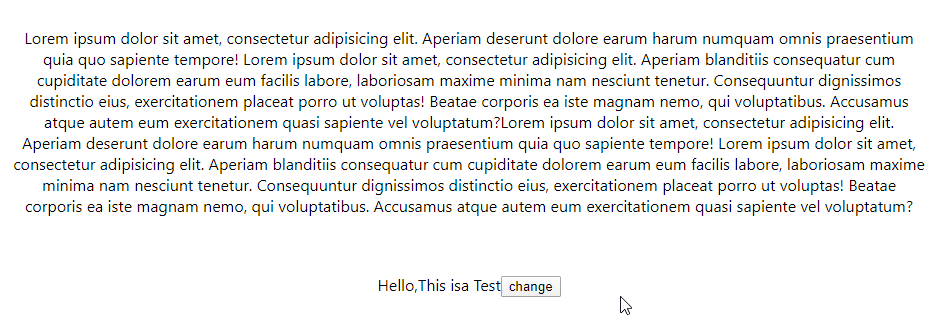 Lorem ipsum dolor sit amet, consectetur adipisicing elit. Aperiam deserunt dolore earum harum numquam omnis praesentium
quia quo sapiente tempore! Lorem ipsum dolor sit amet, consectetur adipisicing elit. Aperiam blanditiis consequatur cum
cupiditate dolorem earum eum facilis labore, laboriosam maxime minima nam nesciunt tenetur. Consequuntur dignissimos
distinctio eius, exercitationem placeat porro ut voluptas! Beatae corporis ea iste magnam nemo, qui voluptatibus. Accusamus
atque autem eum exercitationem quasi sapiente vel voluptatum?Lorem ipsum dolor sit amet, consectetur adipisicing elit.
Aperiam deserunt dolore earum harum numquam omnis praesentium quia quo sapiente tempore! Lorem ipsum dolor sit amet,
consectetur adipisicing elit. Aperiam blanditiis consequatur cum cupiditate dolorem earum eum facilis labore, laboriosam maxime
minima nam nesciunt tenetur. Consequuntur dignissimos distinctio eius, exercitationem placeat porro ut voluptas! Beatae
corporis ea iste magnam nemo, qui voluptatibus. Accusamus atque autem eum exercitationem quasi sapiente vel voluptatum?
Hello,This isa Test change